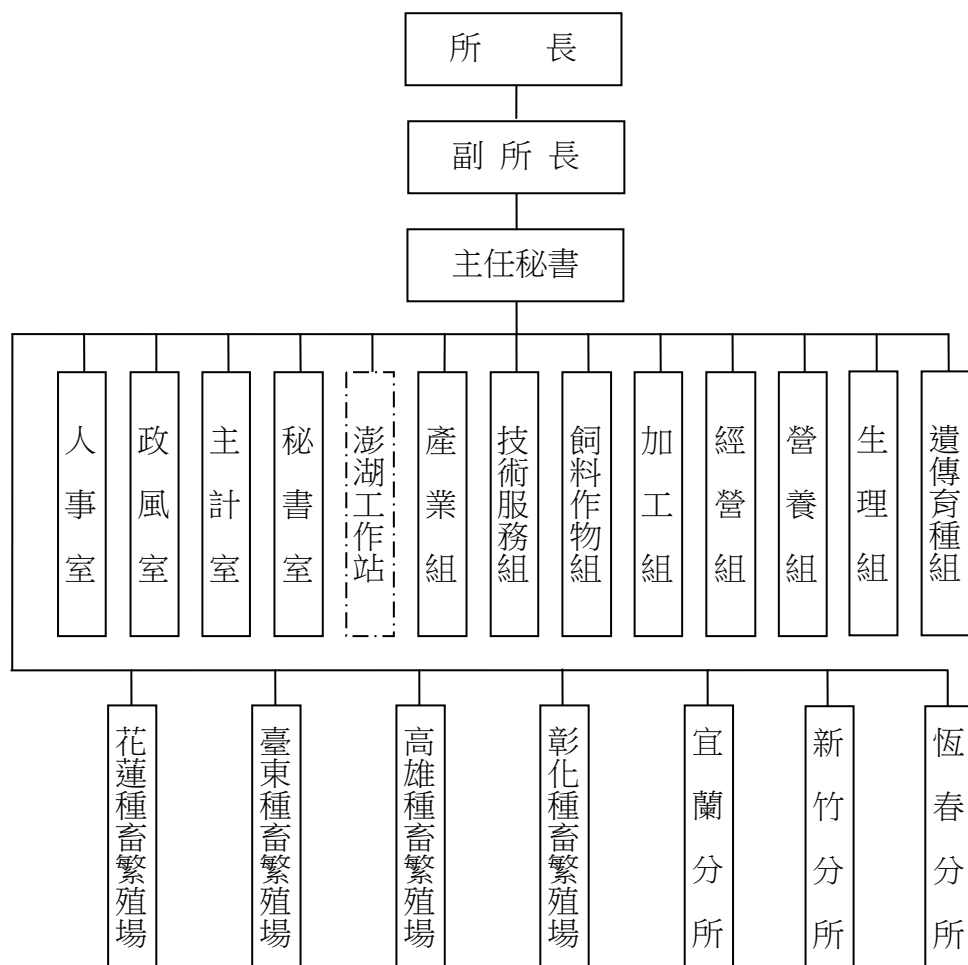 所　　長
副 所 長
主任秘書
人事室
政風室
主計室
秘書室
澎湖工作站
產業組
技術服務組
飼料作物組
加工組
經營組
營養組
生理組
遺傳育種組
花蓮種畜繁殖場
臺東種畜繁殖場
高雄種畜繁殖場
彰化種畜繁殖場
宜蘭分所
新竹分所
恆春分所